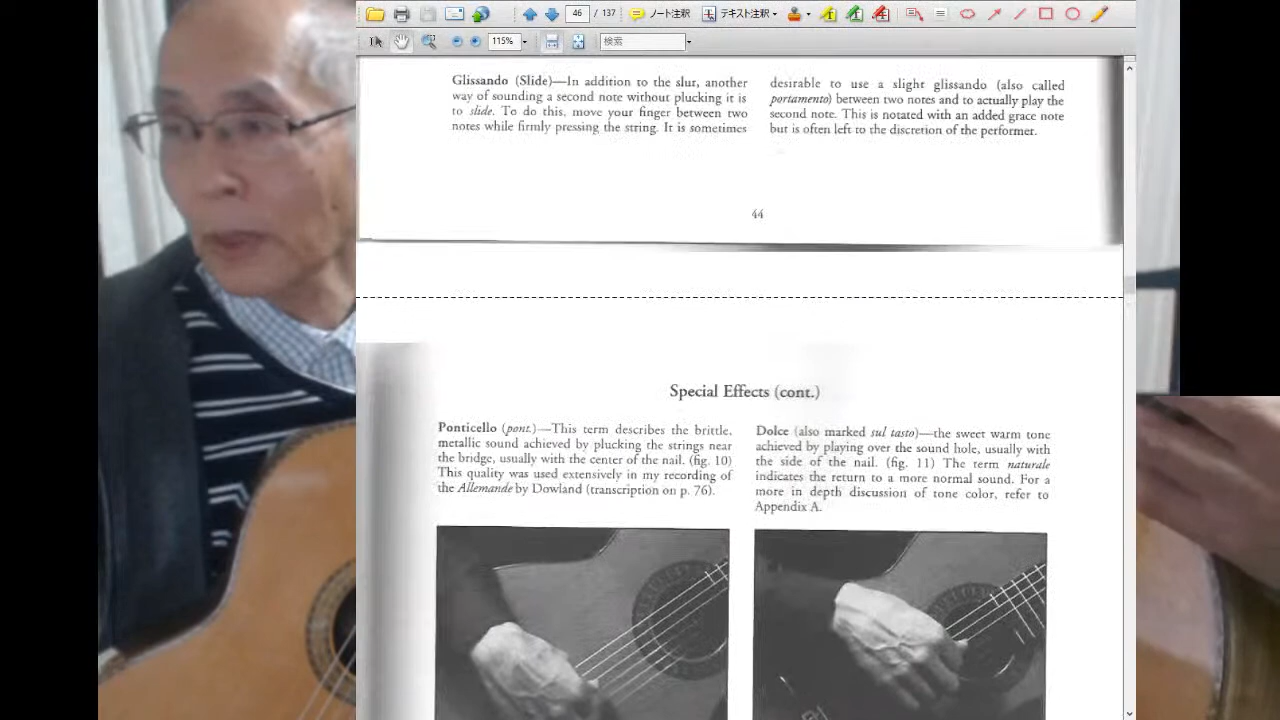 46 / 137
ノート注釈
テキスト注釈
115%
検索
Glissando (Slide)—In addition to the slur, another
way of sounding a second note without plucking it is
to slide. To do this, move your finger between two
notes while firmly pressing the string. It is sometimes
desirable to use a slight glissando (also called
portamento) between two notes and to actually play the
second note. This is notated with an added grace note
but is often left to the discretion of the performer.
44
Special Effects (cont.)
Ponticello (pont.)—This term describes the brittle,
metallic sound achieved by plucking the strings near
the bridge, usually with the center of the nail. (fig. 10)
This quality was used extensively in my recording of
the Allemande by Dowland (transcription on p. 76).
Dolce (also marked sul tasto)—the sweet warm tone
achieved by playing over the sound hole, usually with
the side of the nail. (fig. 11) The term naturale
indicates the return to a more normal sound. For a
more in depth discussion of tone color, refer to
Appendix A.